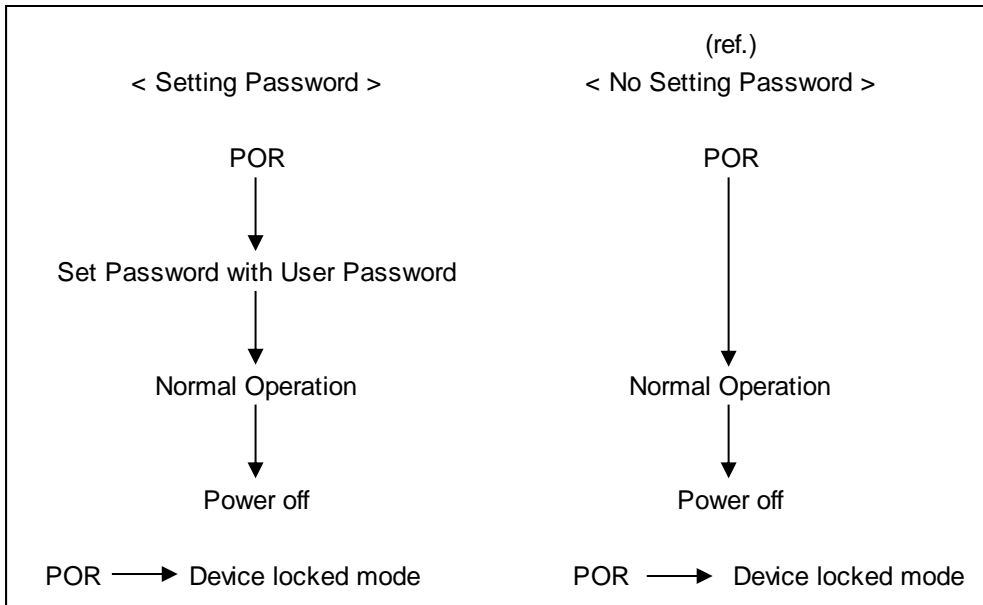 (ref.)
< Setting Password >
< No Setting Password >
POR
POR
Set Password with User Password
Normal Operation
Normal Operation
Power off
Power off
POR
Device locked mode
POR
Device locked mode